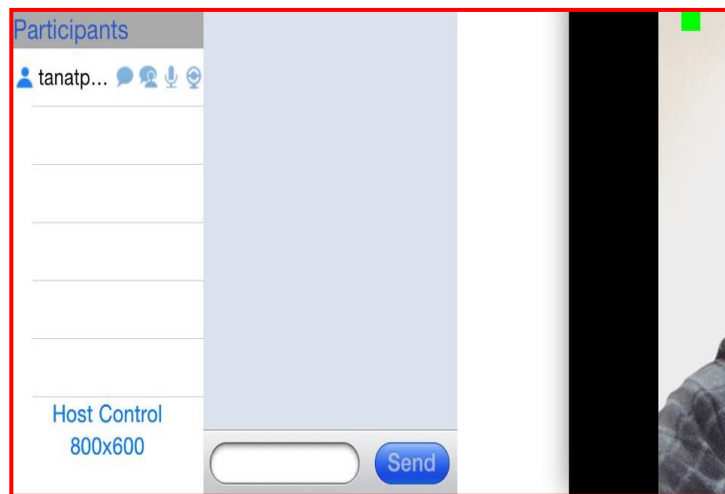 Participants
tanatp...
Host Control
800x600
Send